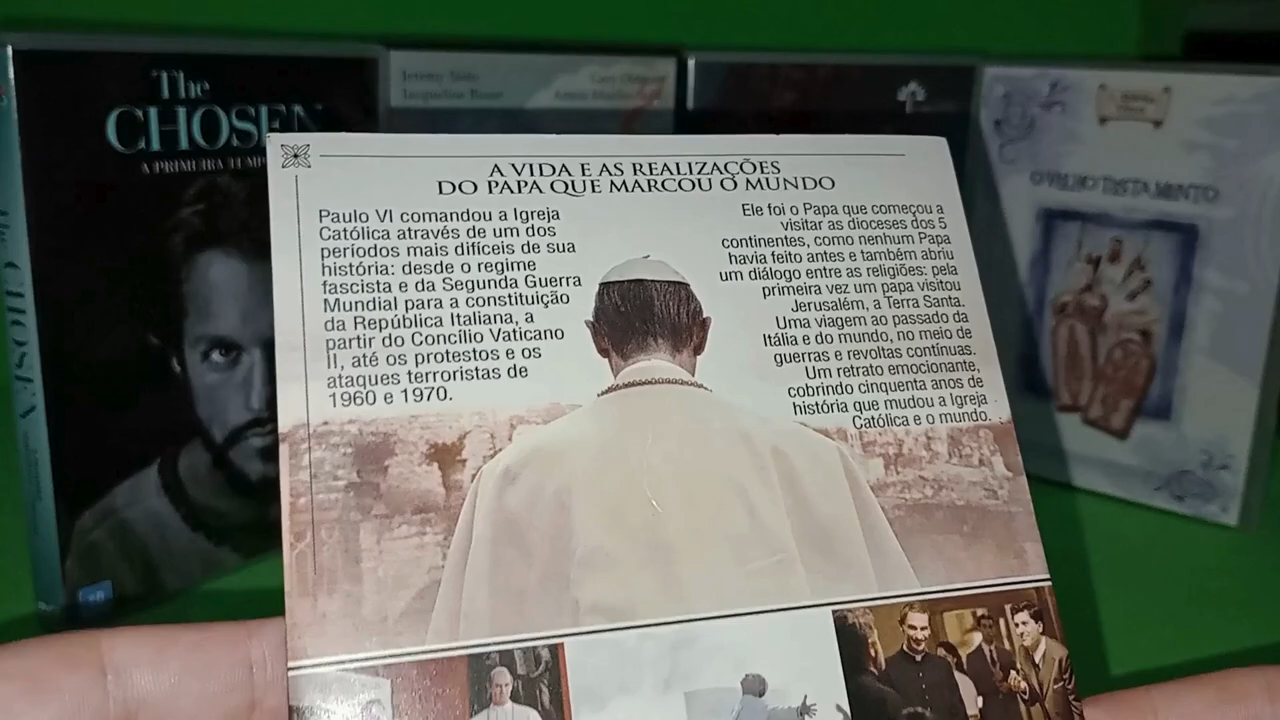 The
CHOSEN
A PRIMEIRA
Jeremy Sisto
Gary Oldman
Jacqueline Bisset
The CHOSEN
A VIDA E AS REALIZAÇÕES
DO PAPA QUE MARCOU O MUNDO
Paulo VI comandou a Igreja
Católica através de um dos
períodos mais difíceis de sua
história: desde o regime
fascista e da Segunda Guerra
Mundial para a constituição
da República Italiana, a
partir do Concílio Vaticano
II, até os protestos e os
ataques terroristas de
1960 e 1970.
Ele foi o Papa que começou a
visitar as dioceses dos 5
continentes, como nenhum Papa
havia feito antes e também abriu
um diálogo entre as religiões: pela
primeira vez um papa visitou
Jerusalém, a Terra Santa.
Uma viagem ao passado da
Itália e do mundo, no meio de
guerras e revoltas contínuas.
Um retrato emocionante,
cobrindo cinquenta anos de
história que mudou a Igreja
Católica e o mundo.
O VELHO TESTAMENTO